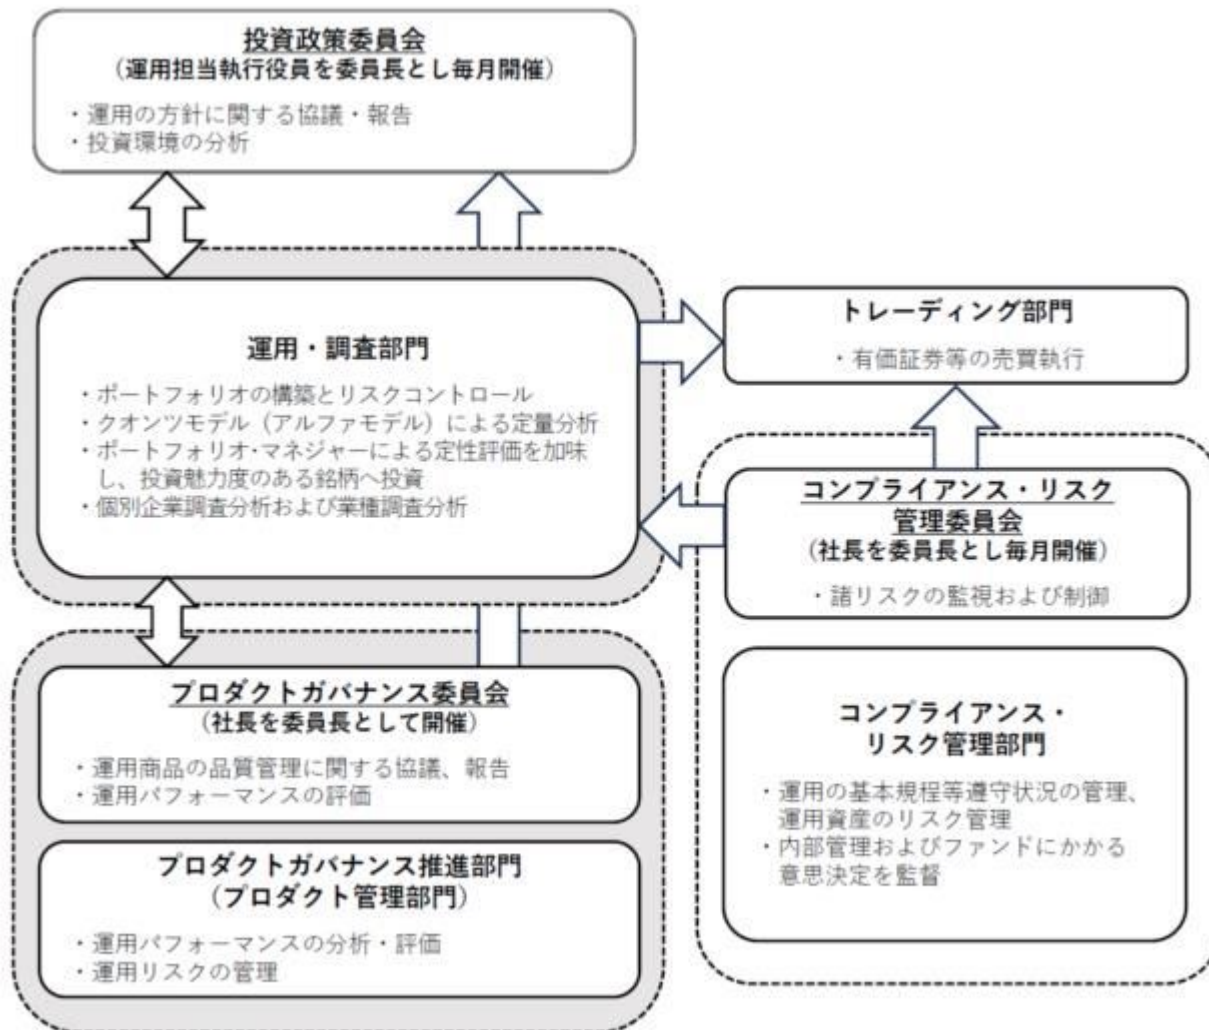 投資政策委員会
（運用担当執行役員を委員長とし毎月開催）
・運用の方針に関する協議・報告
・投資環境の分析
運用・調査部門
・ポートフォリオの構築とリスクコントロール
・クオンツモデル（アルファモデル）による定量分析
・ポートフォリオ･マネジャーによる定性評価を加味
し、投資魅力度のある銘柄へ投資
・個別企業調査分析および業種調査分析
トレーディング部門
・有価証券等の売買執行
コンプライアンス・リスク
管理委員会
（社長を委員長とし毎月開催）
・諸リスクの監視および制御
コンプライアンス・
リスク管理部門
・運用の基本規程等遵守状況の管理、
運用資産のリスク管理
・内部管理およびファンドにかかる
意思決定を監督
プロダクトガバナンス委員会
（社長を委員長として開催）
・運用商品の品質管理に関する協議、報告
・運用パフォーマンスの評価
プロダクトガバナンス推進部門
（プロダクト管理部門）
・運用パフォーマンスの分析・評価
・運用リスクの管理